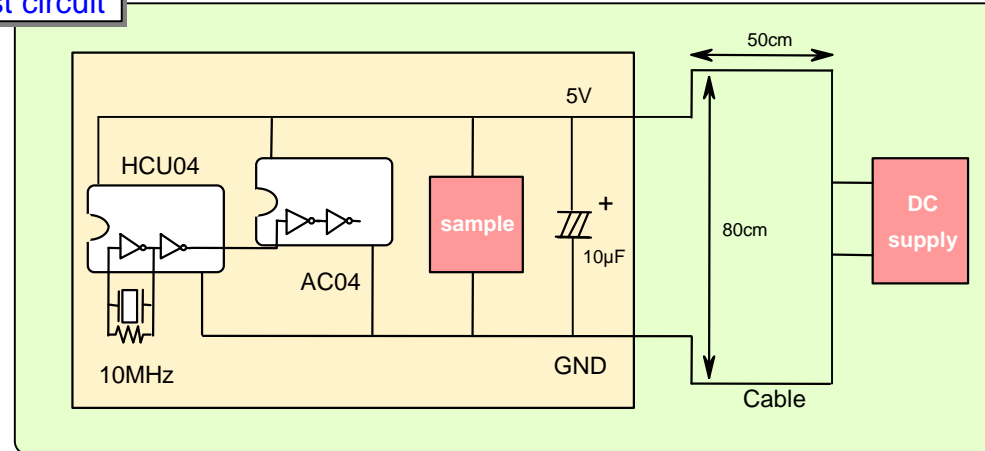 st circuit
50cm
5V
HCU04
sample
+
10µF
80cm
DC
supply
AC04
10MHz
GND
Cable